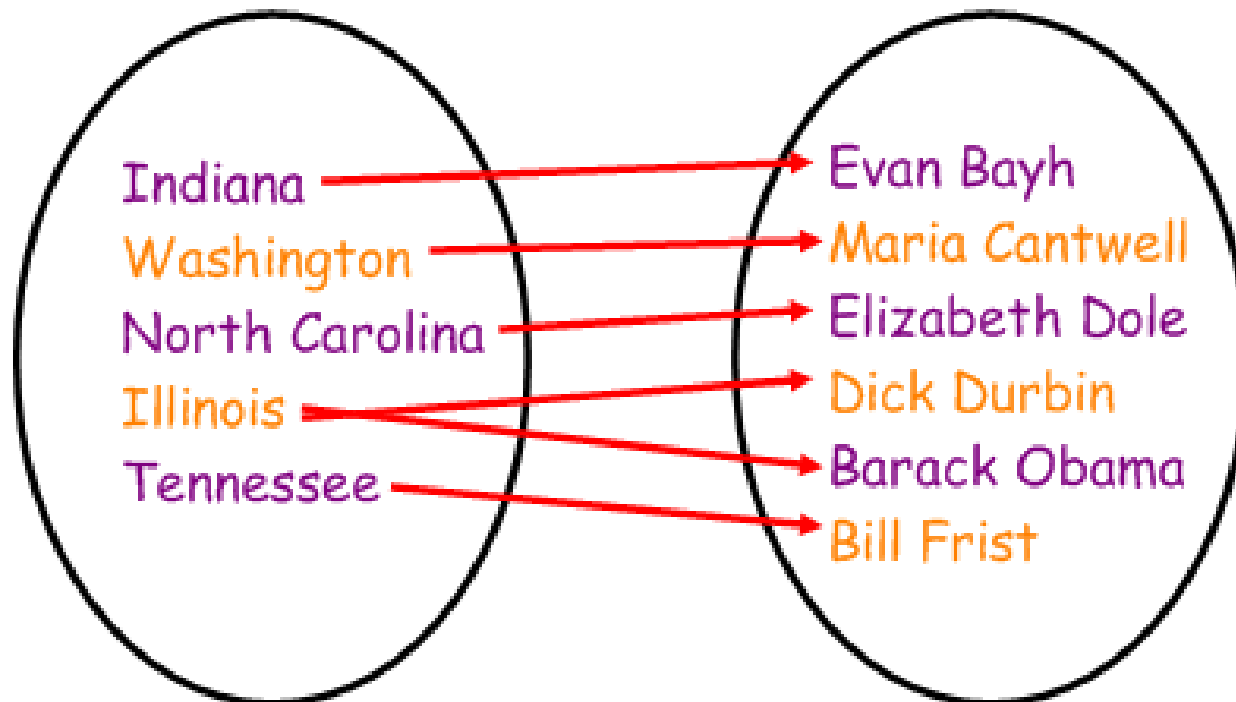 Indiana
Washington
North Carolina
Illinois
Tennessee
Evan Bayh
Maria Cantwell
Elizabeth Dole
Dick Durbin
Barack Obama
Bill Frist